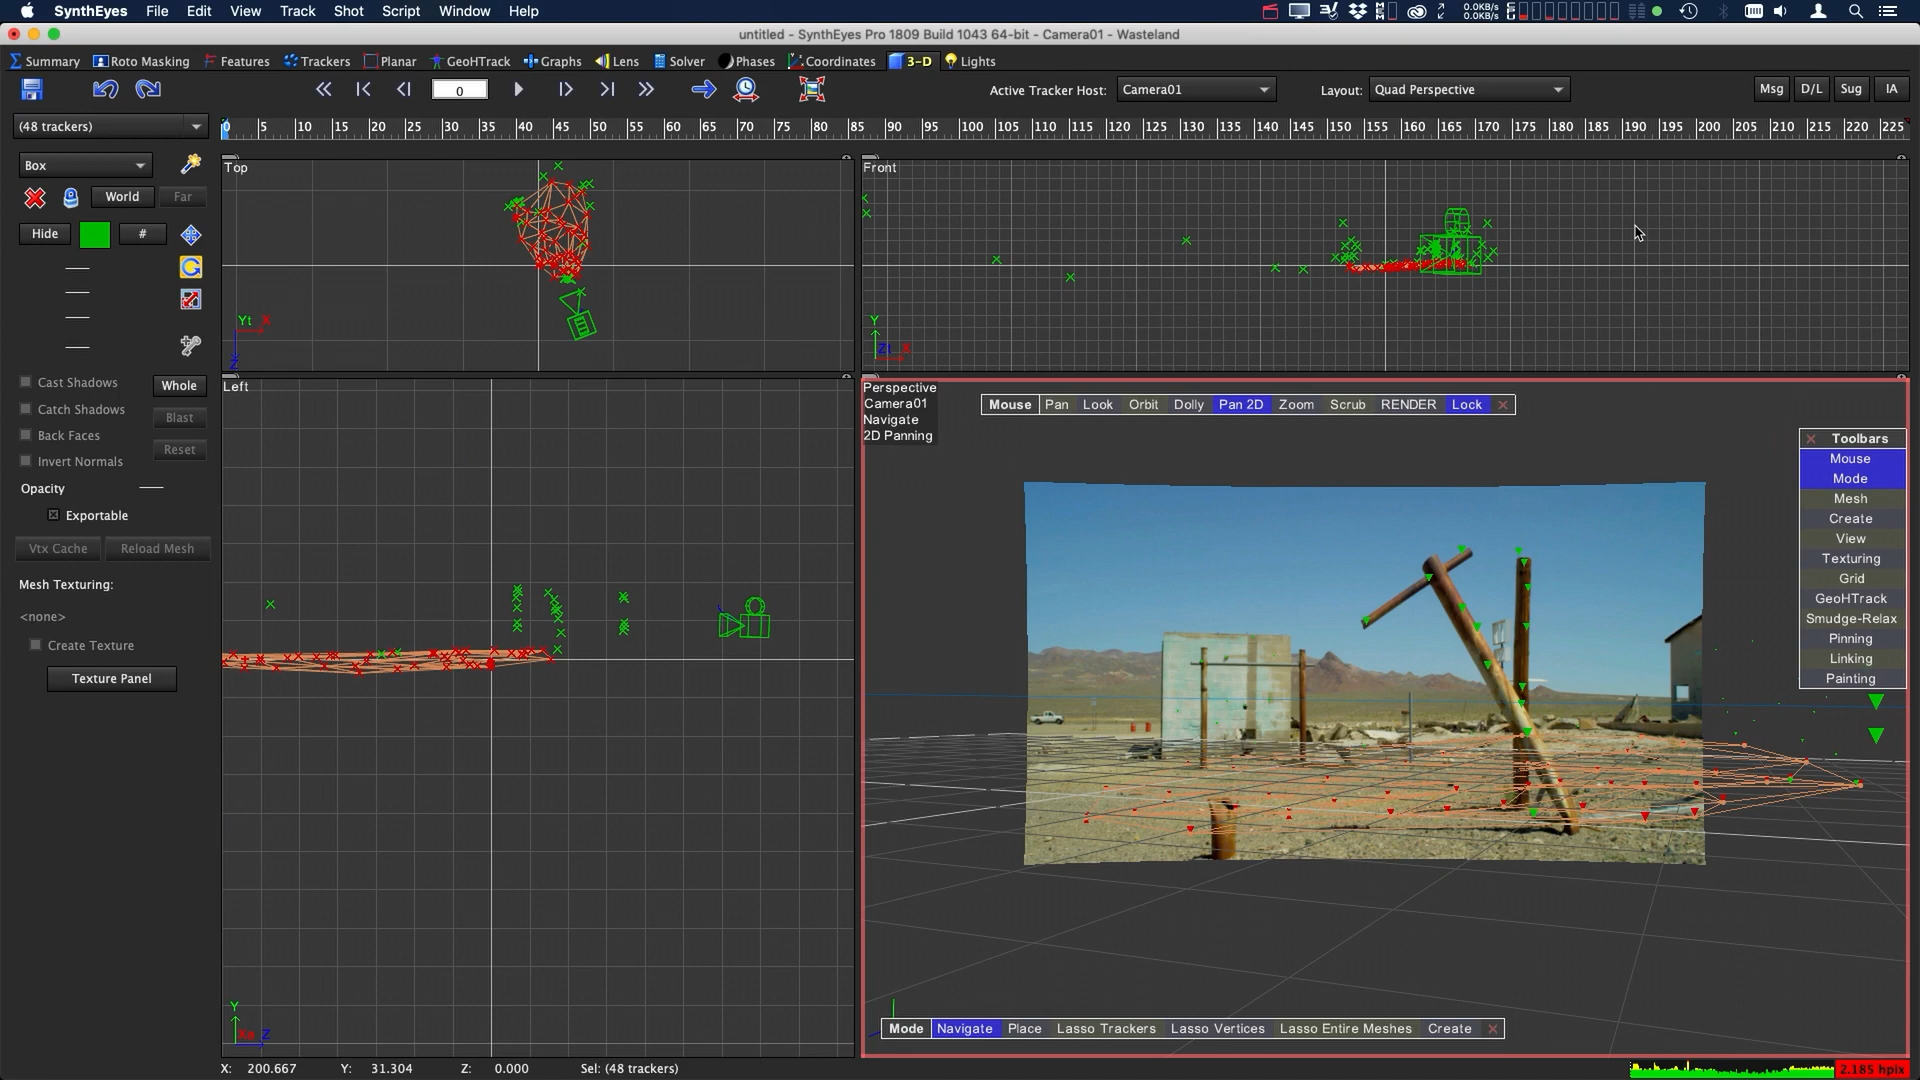 SynthEyes File Edit View Track Shot Script Window Help
0.0KB/s
0.0KB/s
untitled - SynthEyes Pro 1809 Build 1043 64-bit - Camera01 - Wasteland
Summary Roto Masking Features Trackers Planar GeoHTrack Graphs Lens Solver Phases Coordinates 3-D Lights
0 Active Tracker Host: Camera01 Layout: Quad Perspective Msg D/L Sug IA
(48 trackers)
0 5 10 15 20 25 30 35 40 45 50 55 60 65 70 75 80 85 90 95 100 105 110 115 120 125 130 135 140 145 150 155 160 165 170 175 180 185 190 195 200 205 210 215 220 225
Box
World Far
Hide #
Cast Shadows Whole
Catch Shadows Blast
Back Faces
Invert Normals Reset
Opacity
Exportable
Vtx Cache Reload Mesh
Mesh Texturing:
<none>
Create Texture
Texture Panel
Top
Yt X
Z
Front
Y
Zt X
Left
Y
Xa Z
Perspective
Camera01
Navigate
2D Panning
Mouse Pan Look Orbit Dolly Pan 2D Zoom Scrub RENDER Lock
Toolbars
Mouse
Mode
Mesh
Create
View
Texturing
Grid
GeoHTrack
Smudge-Relax
Pinning
Linking
Painting
Mode Navigate Place Lasso Trackers Lasso Vertices Lasso Entire Meshes Create
X: 200.667 Y: 31.304 Z: 0.000 Sel: (48 trackers)
2.185 hpix